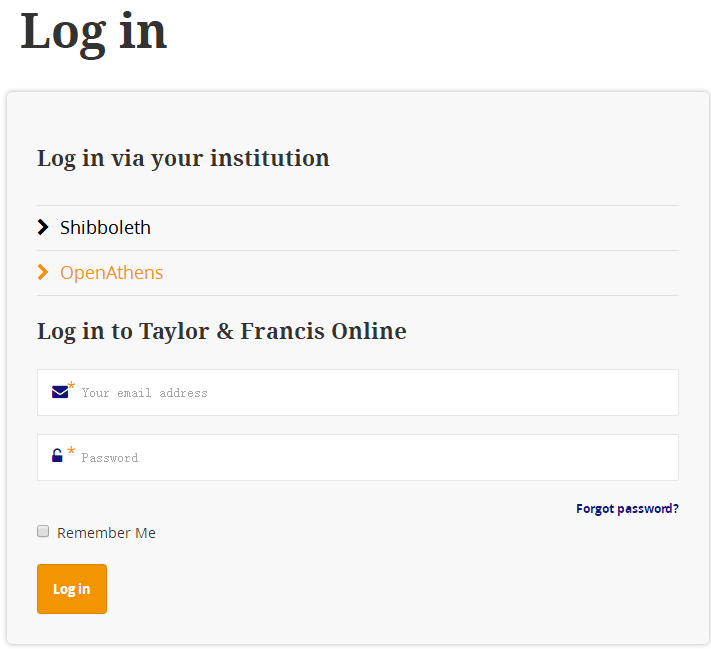 Log in
Log in via your institution
Shibboleth
OpenAthens
Log in to Taylor & Francis Online
* Your email address
* Password
Forgot password?
Remember Me
Log in